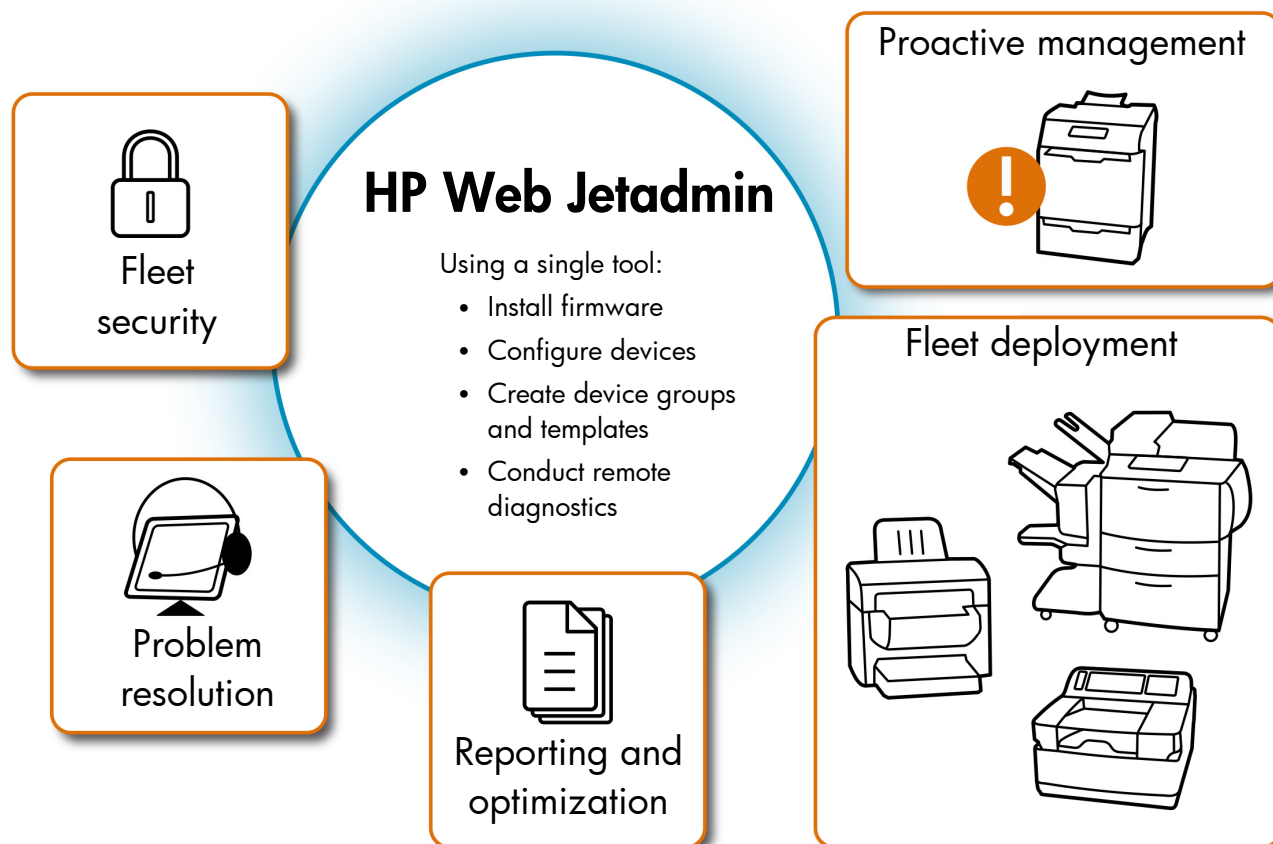 HP Web Jetadmin
Using a single tool:
• Install firmware
• Configure devices
• Create device groups
and templates
• Conduct remote
diagnostics
Fleet
security
Problem
resolution
Reporting and
optimization
Proactive management
!
Fleet deployment